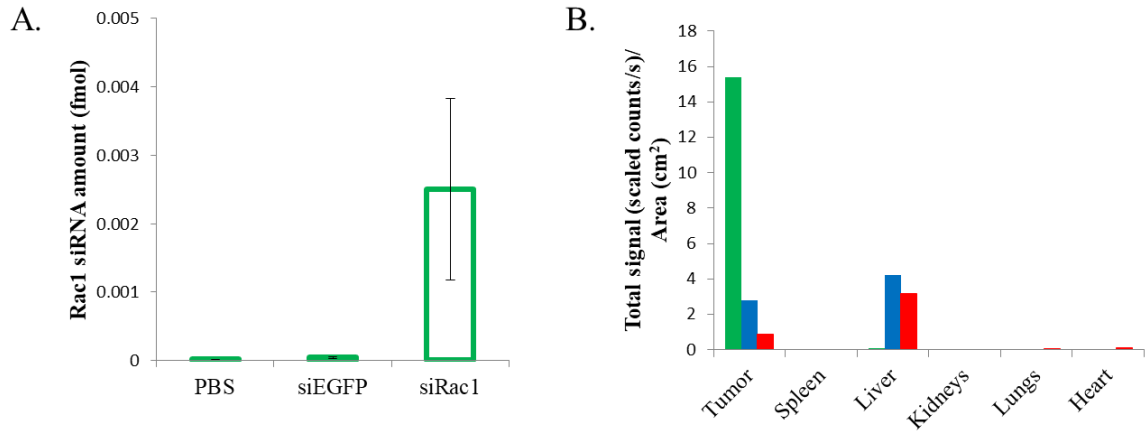 A.
Rac1 siRNA amount (fmol)
0.005
0.004
0.003
0.002
0.001
0
PBS siEGFP siRac1
B.
Total signal (scaled counts/s)/
Area (cm²)
18
16
14
12
10
8
6
4
2
0
Tumor
Spleen
Liver
Kidneys
Lungs
Heart